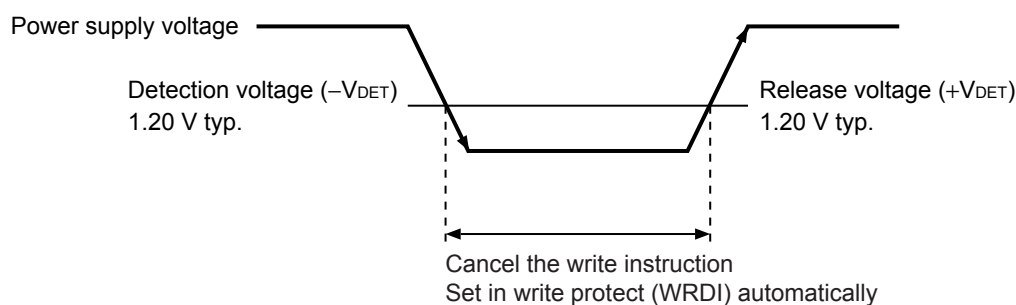 Power supply voltage
Detection voltage (−VDET)
1.20 V typ.
Release voltage (+VDET)
1.20 V typ.
Cancel the write instruction
Set in write protect (WRDI) automatically